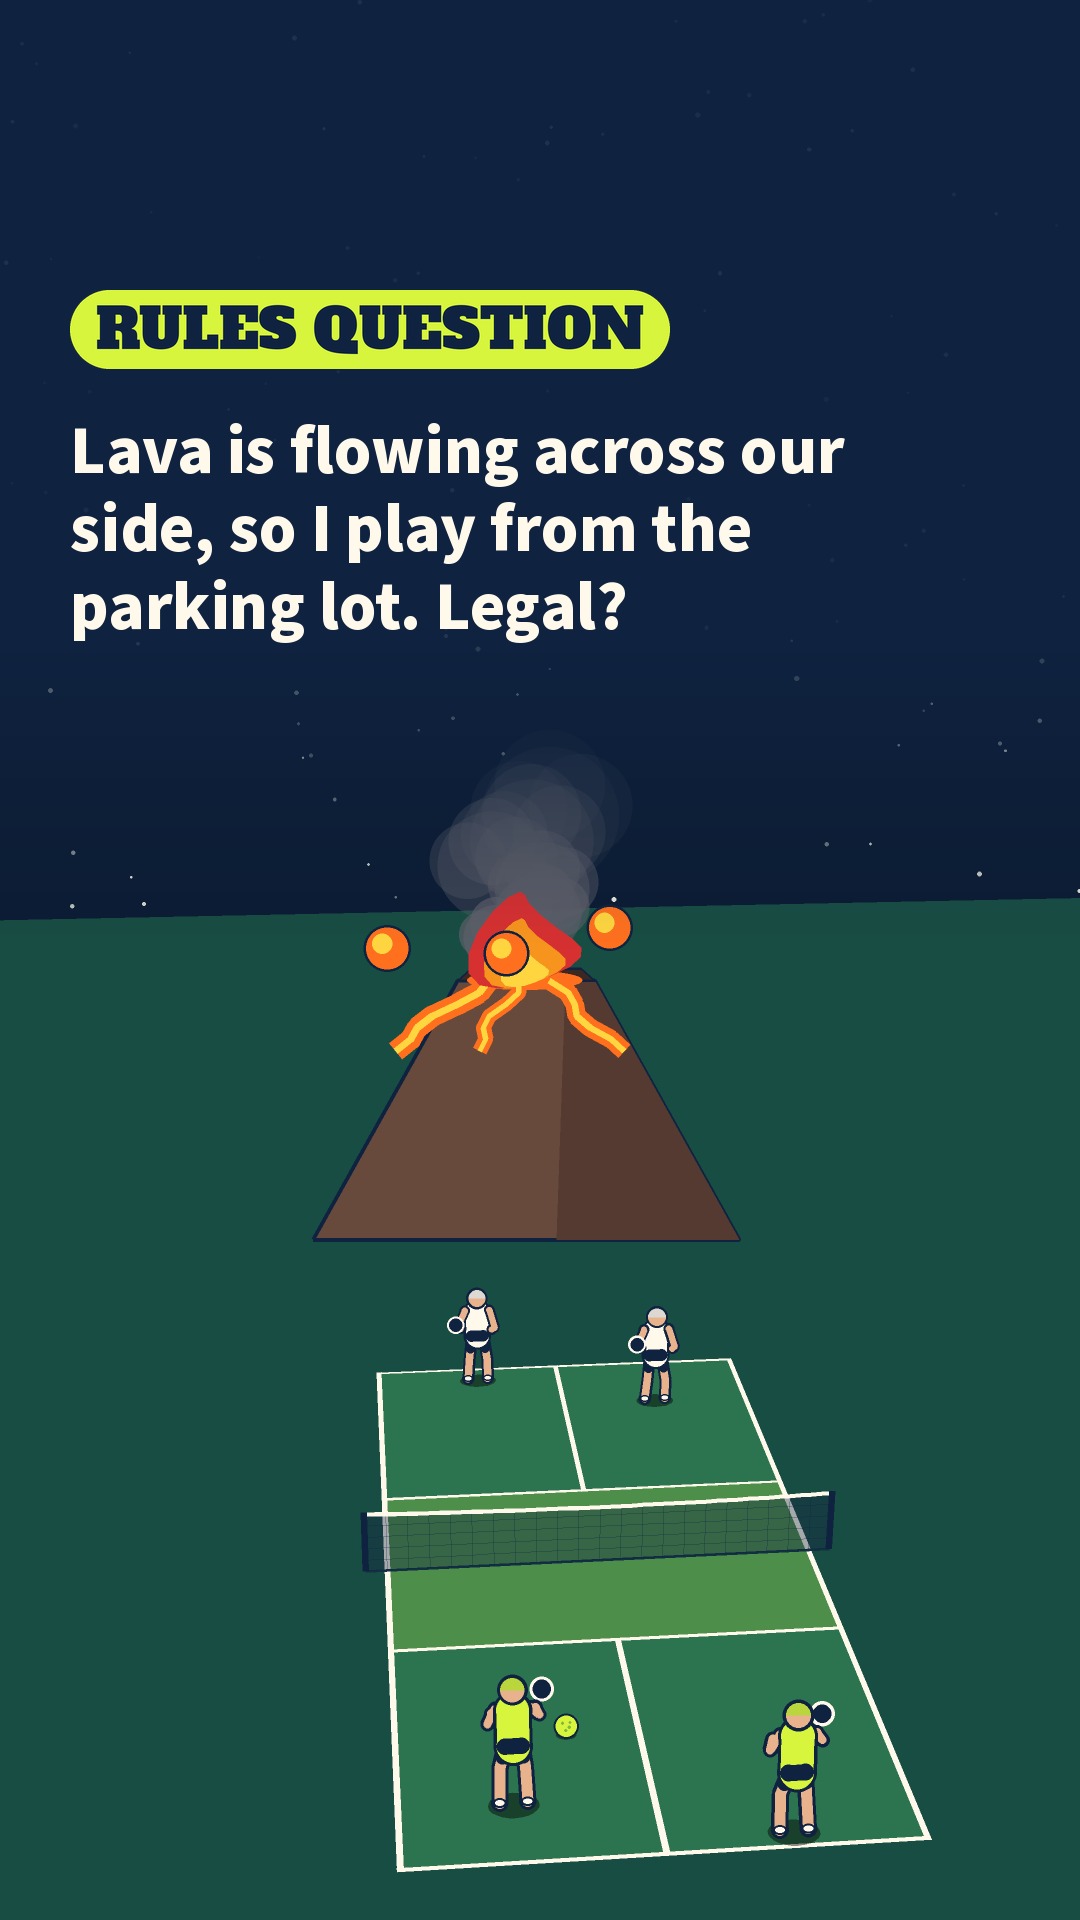 RULES QUESTION
Lava is flowing across our
side, so I play from the
parking lot. Legal?